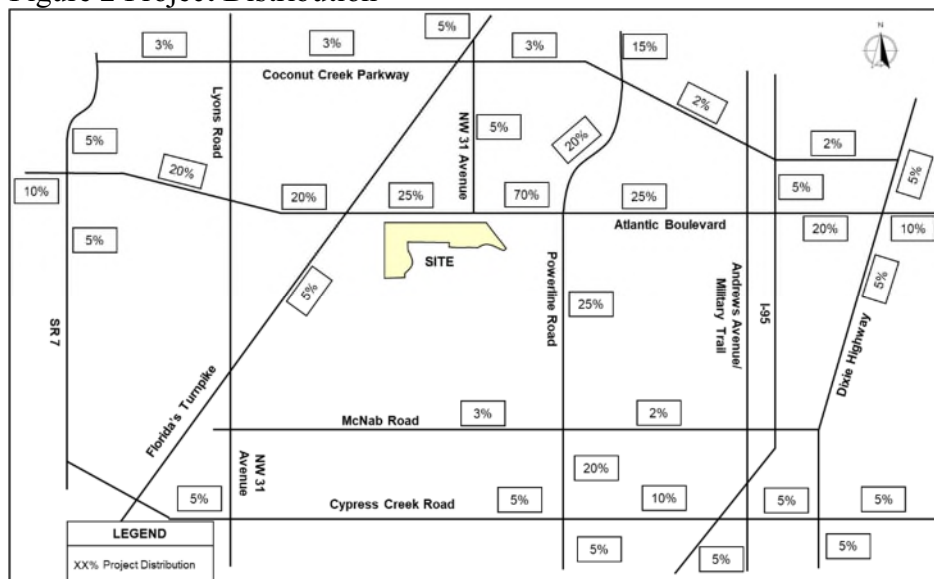 Figure 2 Project Distribution
N
5%
3%
3%
3%
15%
Coconut Creek Parkway
2%
Lyons Road
NW 31 Avenue
5%
20%
5%
2%
20%
5%
10%
20%
25%
70%
25%
5%
Atlantic Boulevard
5%
20%
10%
SITE
5%
5%
SR 7
Florida's Turnpike
Powerline Road
25%
Andrews Avenue/
Military Trail
I-95
Dixie Highway
3%
2%
McNab Road
NW 31
Avenue
20%
5%
Cypress Creek Road
5%
10%
5%
5%
LEGEND
XX% Project Distribution
5%
5%
5%